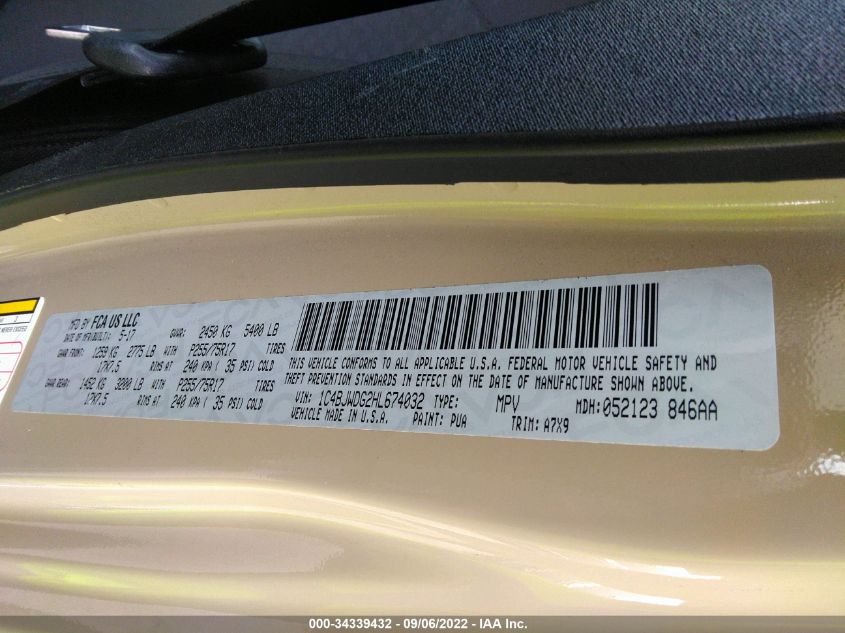 MFD BY FCA US LLC
DATE OF MFR(BUILT): 5-17 GVWR: 2450 KG 5400 LB
GAWR FRONT: 1259 KG 2775 LB WITH P255/75R17 TIRES
17X7.5 RIMS AT 240 KPA ( 35 PSI) COLD
GAWR REAR: 1452 KG 3200 LB WITH P255/75R17 TIRES
17X7.5 RIMS AT 240 KPA ( 35 PSI) COLD
THIS VEHICLE CONFORMS TO ALL APPLICABLE U.S.A. FEDERAL MOTOR VEHICLE SAFETY AND
THEFT PREVENTION STANDARDS IN EFFECT ON THE DATE OF MANUFACTURE SHOWN ABOVE.
VIN: 1C4BJWDG2HL674032 TYPE: MPV MDH: 052123 846AA
VEHICLE MADE IN U.S.A. PAINT: PUA TRIM: A7X9
000-34339432 - 09/06/2022 - IAA Inc.